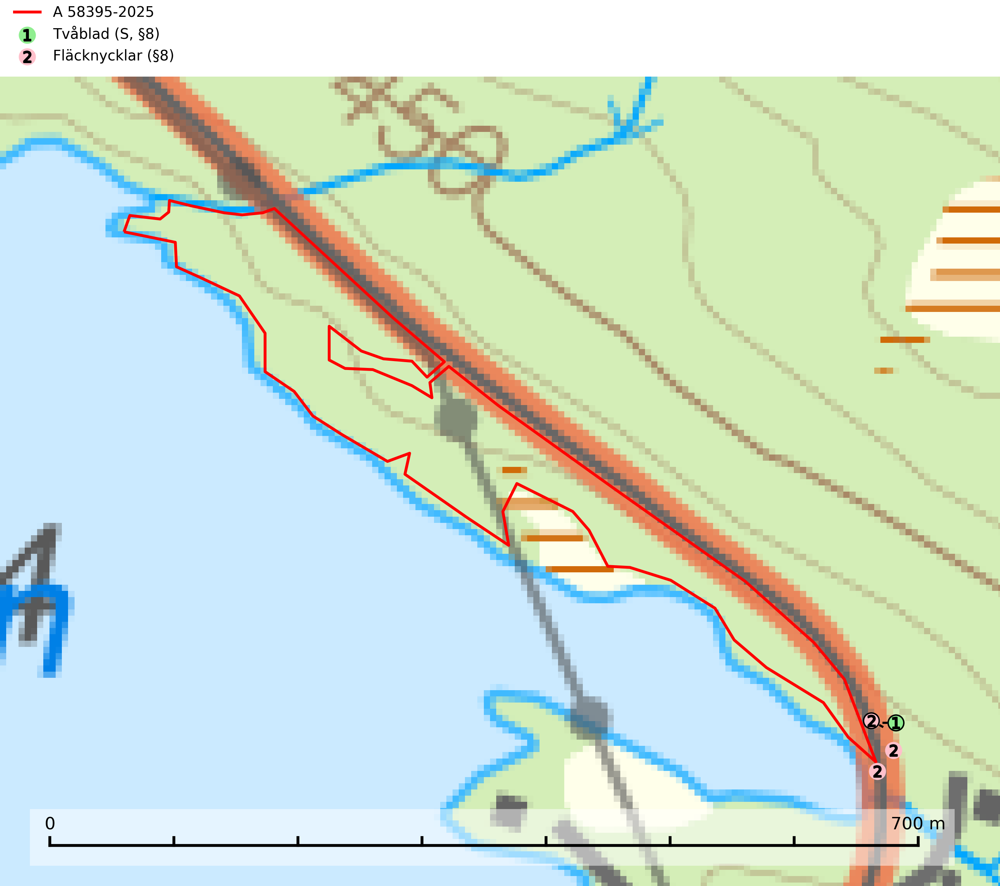 A 58395-2025
1 Tvåblad (S, §8)
2 Fläcknycklar (§8)
2 1
2
2
0 700 m